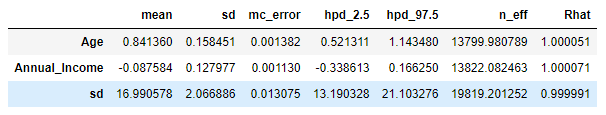 mean sd mc_error hpd_2.5 hpd_97.5 n_eff Rhat
Age 0.841360 0.158451 0.001382 0.521311 1.143480 13799.980789 1.000051
Annual_Income -0.087584 0.127977 0.001130 -0.338613 0.166250 13822.082463 1.000071
sd 16.990578 2.066886 0.013075 13.190328 21.103276 19819.201252 0.999991